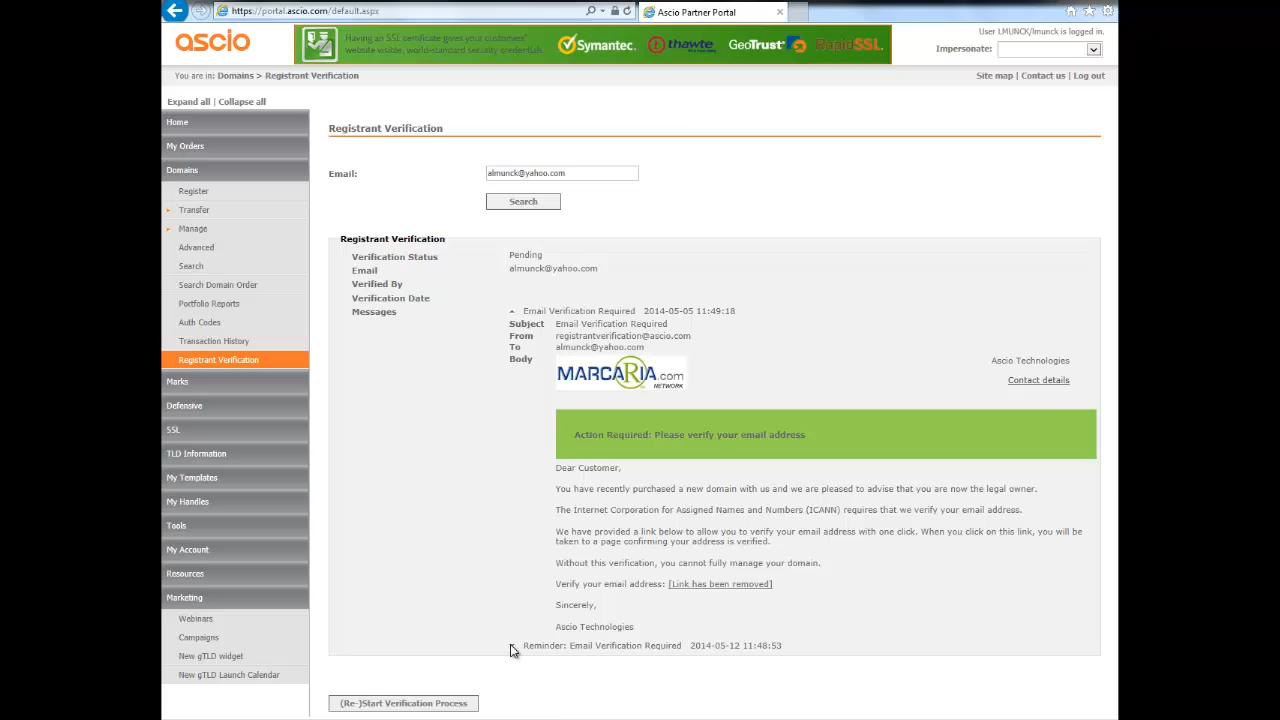 https://portal.ascio.com/default.aspx
Ascio Partner Portal
ascio
Having an SSL certificate gives your customers'
website visible, world-standard security credentials.
Symantec.
thawte
GeoTrust
RapidSSL.
User LMUNCK/lmunck is logged in.
Impersonate:
You are in: Domains > Registrant Verification
Site map | Contact us | Log out
Expand all | Collapse all
Home
My Orders
Domains
Register
Transfer
Manage
Advanced
Search
Search Domain Order
Portfolio Reports
Auth Codes
Transaction History
Registrant Verification
Marks
Defensive
SSL
TLD Information
My Templates
My Handles
Tools
My Account
Resources
Marketing
Webinars
Campaigns
New gTLD widget
New gTLD Launch Calendar
Registrant Verification
Email: almunck@yahoo.com
Search
Registrant Verification
Verification Status Pending
Email almunck@yahoo.com
Verified By
Verification Date
Messages Email Verification Required 2014-05-05 11:49:18
Subject Email Verification Required
From registrantverification@ascio.com
To almunck@yahoo.com
Body MARCARIA.com NETWORK
Ascio Technologies
Contact details
Action Required: Please verify your email address
Dear Customer,
You have recently purchased a new domain with us and we are pleased to advise that you are now the legal owner.
The Internet Corporation for Assigned Names and Numbers (ICANN) requires that we verify your email address.
We have provided a link below to allow you to verify your email address with one click. When you click on this link, you will be
taken to a page confirming your address is verified.
Without this verification, you cannot fully manage your domain.
Verify your email address: [Link has been removed]
Sincerely,
Ascio Technologies
Reminder: Email Verification Required 2014-05-12 11:48:53
(Re-)Start Verification Process